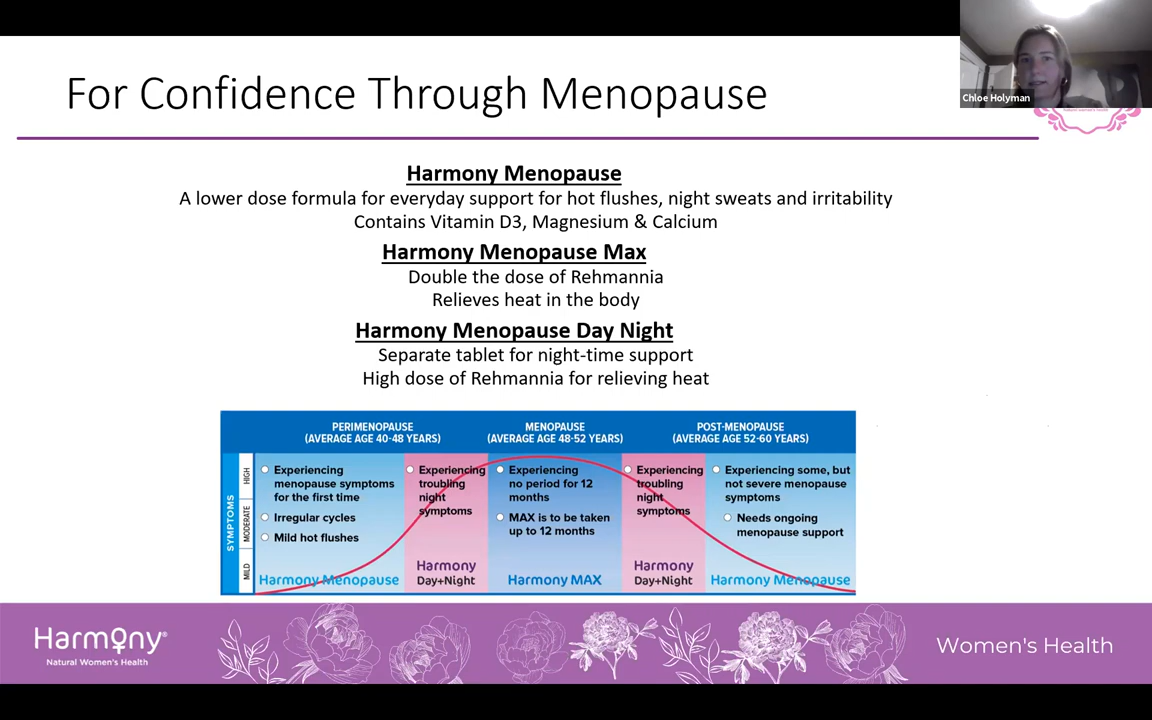 Chloe Holyman
For Confidence Through Menopause
Harmony Menopause
A lower dose formula for everyday support for hot flushes, night sweats and irritability
Contains Vitamin D3, Magnesium & Calcium
Harmony Menopause Max
Double the dose of Rehmannia
Relieves heat in the body
Harmony Menopause Day Night
Separate tablet for night-time support
High dose of Rehmannia for relieving heat
PERIMENOPAUSE
(AVERAGE AGE 40-48 YEARS)
MENOPAUSE
(AVERAGE AGE 48-52 YEARS)
POST-MENOPAUSE
(AVERAGE AGE 52-60 YEARS)
SYMPTOMS
HIGH
MODERATE
MILD
Experiencing
menopause symptoms
for the first time
Irregular cycles
Mild hot flushes
Harmony Menopause
Experiencing
troubling
night
symptoms
Harmony
Day+Night
Experiencing
no period for 12
months
MAX is to be taken
up to 12 months
Harmony MAX
Experiencing
troubling
night
symptoms
Harmony
Day+Night
Experiencing some, but
not severe menopause
symptoms
Needs ongoing
menopause support
Harmony Menopause
Harmony®
Natural Women's Health
Women's Health